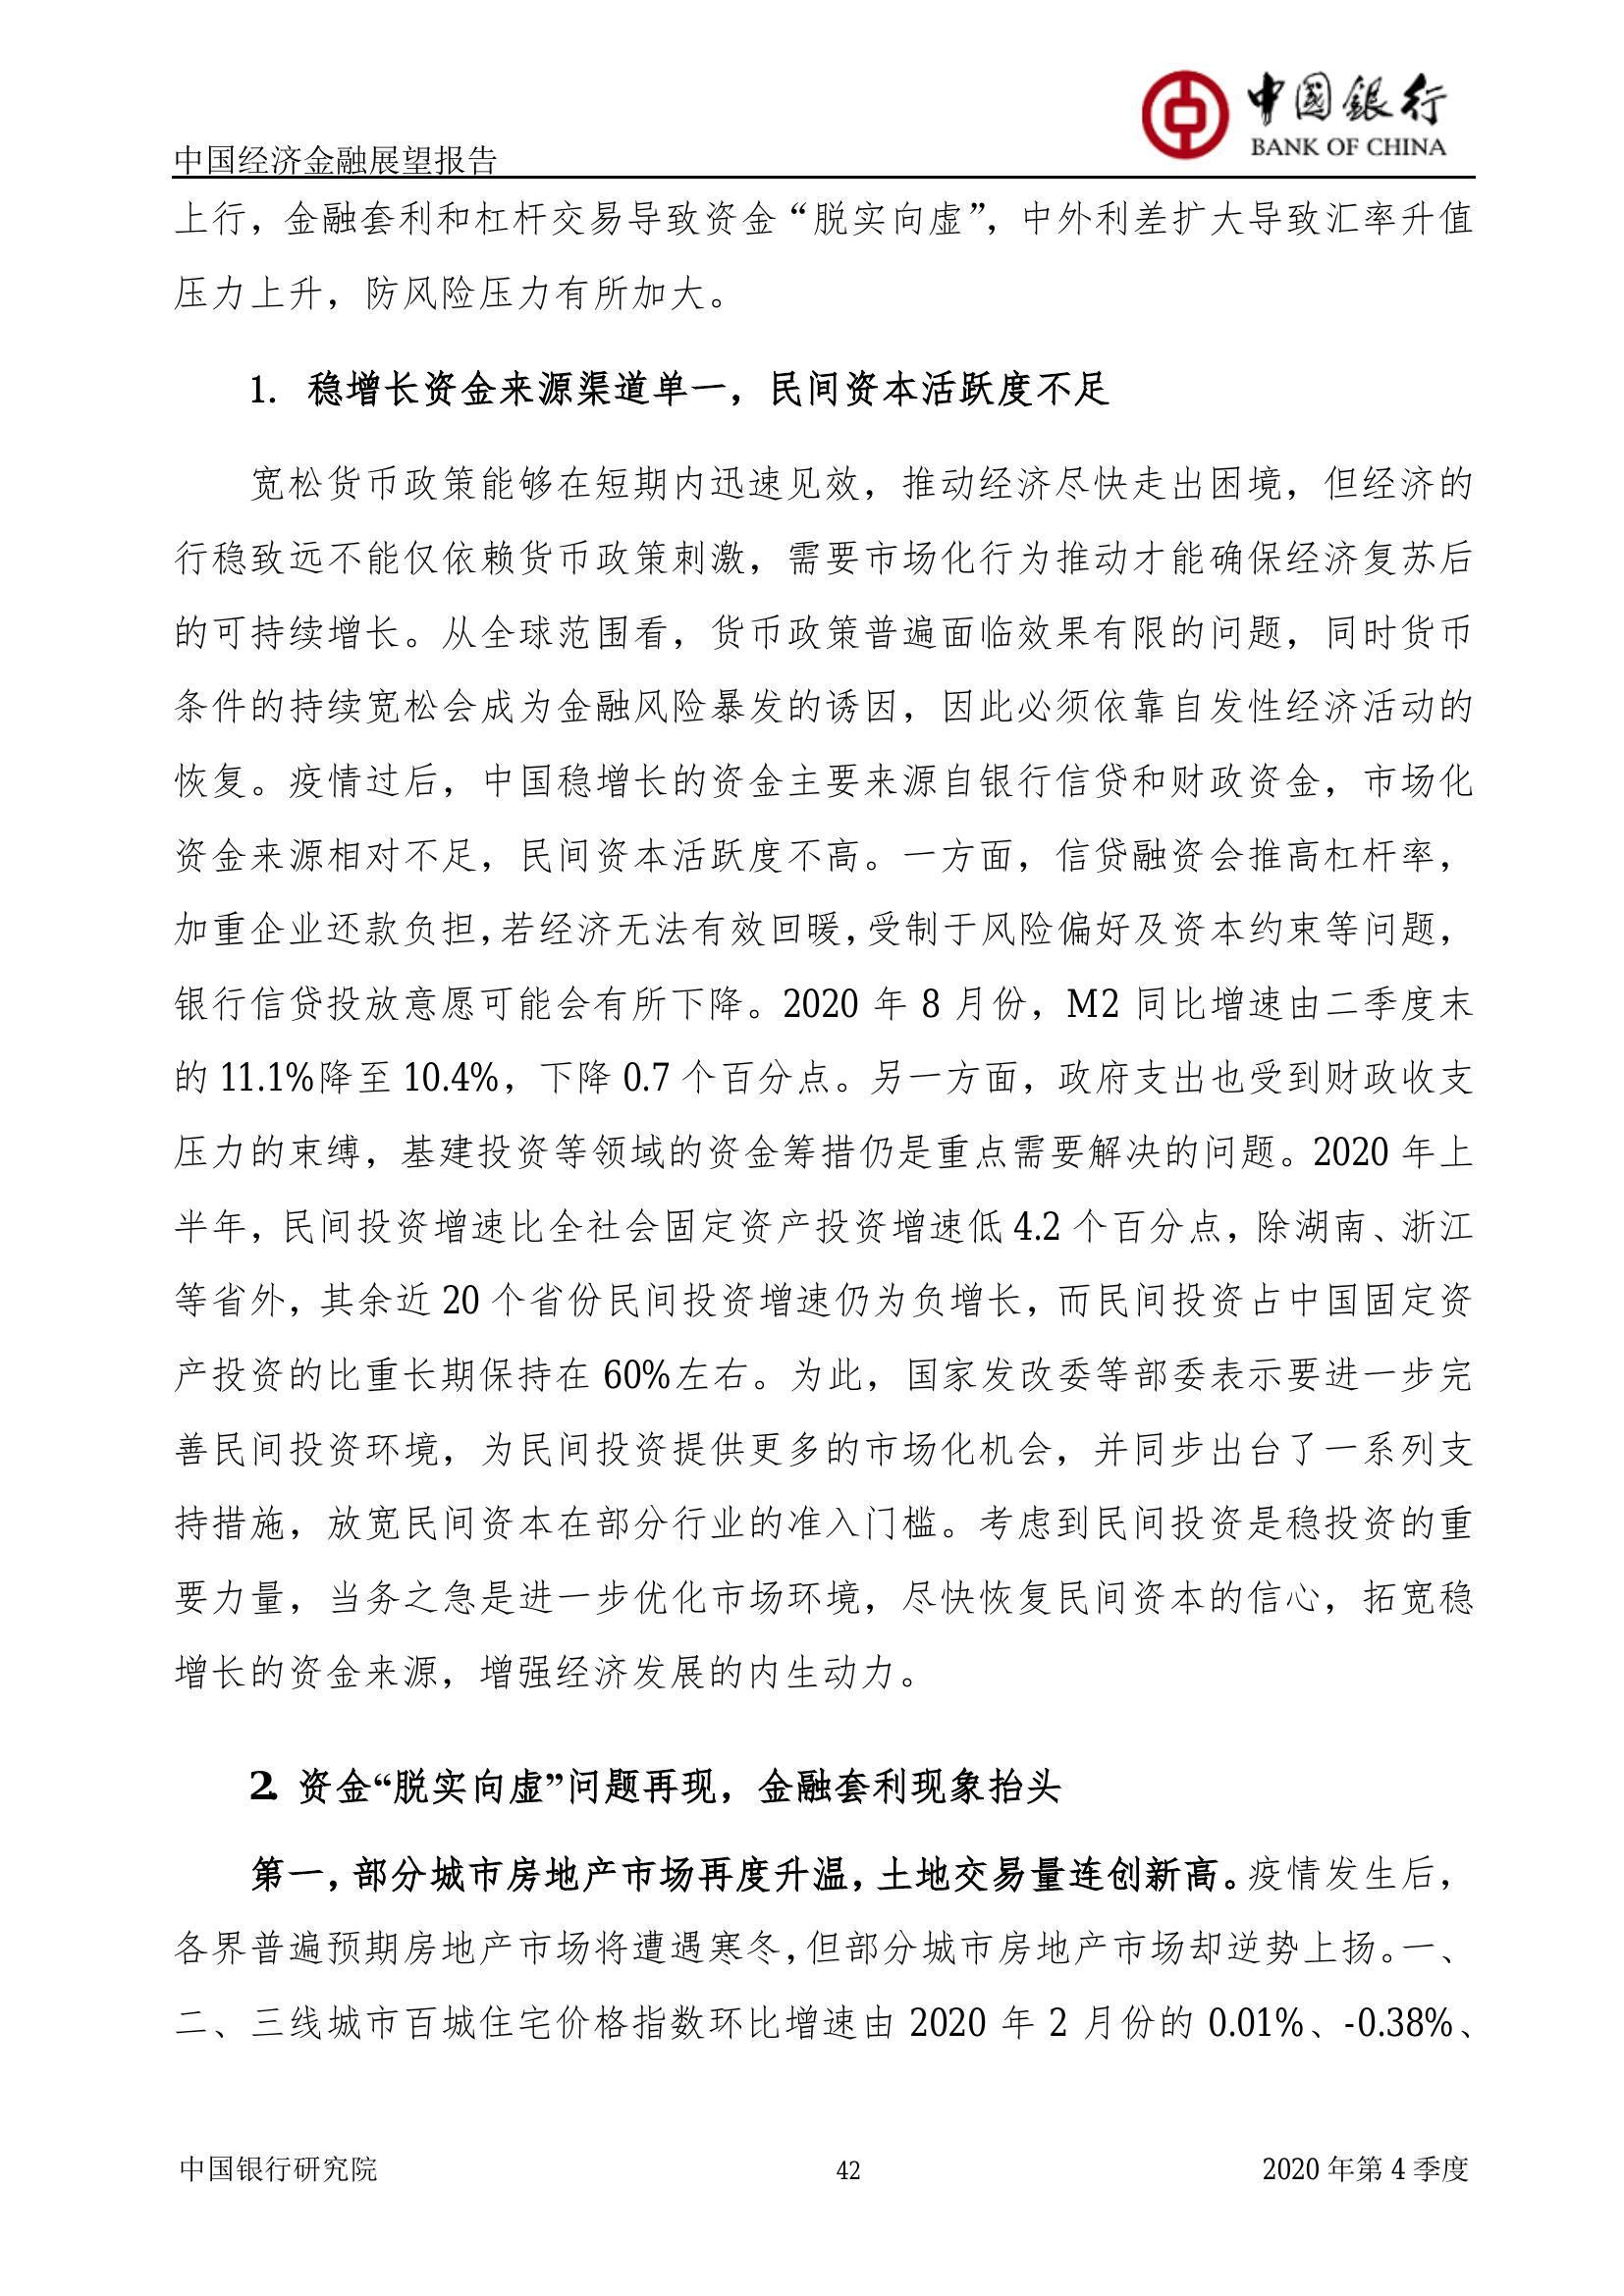 中国银行
BANK OF CHINA
中国经济金融展望报告
上行，金融套利和杠杆交易导致资金“脱实向虚”，中外利差扩大导致汇率升值
压力上升，防风险压力有所加大。
1. 稳增长资金来源渠道单一，民间资本活跃度不足
宽松货币政策能够在短期内迅速见效，推动经济尽快走出困境，但经济的
行稳致远不能仅依赖货币政策刺激，需要市场化行为推动才能确保经济复苏后
的可持续增长。从全球范围看，货币政策普遍面临效果有限的问题，同时货币
条件的持续宽松会成为金融风险暴发的诱因，因此必须依靠自发性经济活动的
恢复。疫情过后，中国稳增长的资金主要来源自银行信贷和财政资金，市场化
资金来源相对不足，民间资本活跃度不高。一方面，信贷融资会推高杠杆率，
加重企业还款负担，若经济无法有效回暖，受制于风险偏好及资本约束等问题，
银行信贷投放意愿可能会有所下降。2020 年 8 月份，M2 同比增速由二季度末
的 11.1%降至 10.4%，下降 0.7 个百分点。另一方面，政府支出也受到财政收支
压力的束缚，基建投资等领域的资金筹措仍是重点需要解决的问题。2020 年上
半年，民间投资增速比全社会固定资产投资增速低 4.2 个百分点，除湖南、浙江
等省外，其余近 20 个省份民间投资增速仍为负增长，而民间投资占中国固定资
产投资的比重长期保持在 60%左右。为此，国家发改委等部委表示要进一步完
善民间投资环境，为民间投资提供更多的市场化机会，并同步出台了一系列支
持措施，放宽民间资本在部分行业的准入门槛。考虑到民间投资是稳投资的重
要力量，当务之急是进一步优化市场环境，尽快恢复民间资本的信心，拓宽稳
增长的资金来源，增强经济发展的内生动力。
2. 资金“脱实向虚”问题再现，金融套利现象抬头
第一，部分城市房地产市场再度升温，土地交易量连创新高。疫情发生后，
各界普遍预期房地产市场将遭遇寒冬，但部分城市房地产市场却逆势上扬。一、
二、三线城市百城住宅价格指数环比增速由 2020 年 2 月份的 0.01%、-0.38%、
中国银行研究院
42
2020 年第 4 季度